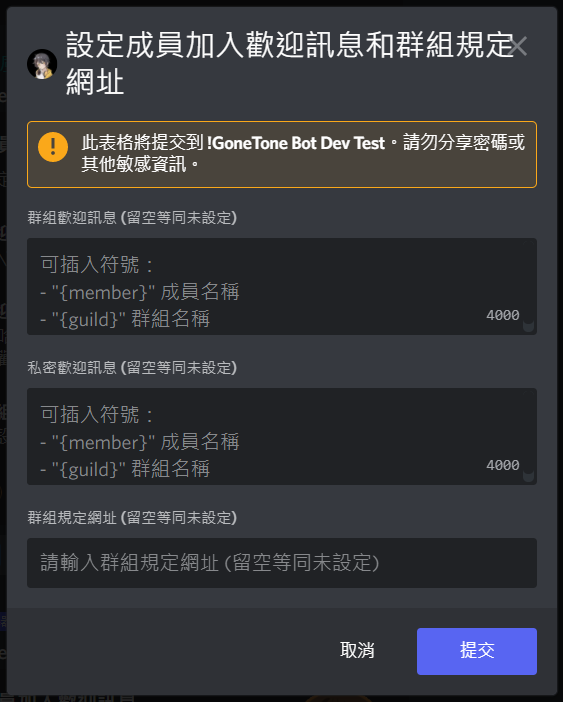 設定成員加入歡迎訊息和群組規定
網址
此表格將提交到 !GoneTone Bot Dev Test。請勿分享密碼或
其他敏感資訊。
群組歡迎訊息 (留空等同未設定)
可插入符號：
- "{member}" 成員名稱
- "{guild}" 群組名稱
4000
私密歡迎訊息 (留空等同未設定)
可插入符號：
- "{member}" 成員名稱
- "{guild}" 群組名稱
4000
群組規定網址 (留空等同未設定)
請輸入群組規定網址 (留空等同未設定)
取消
提交